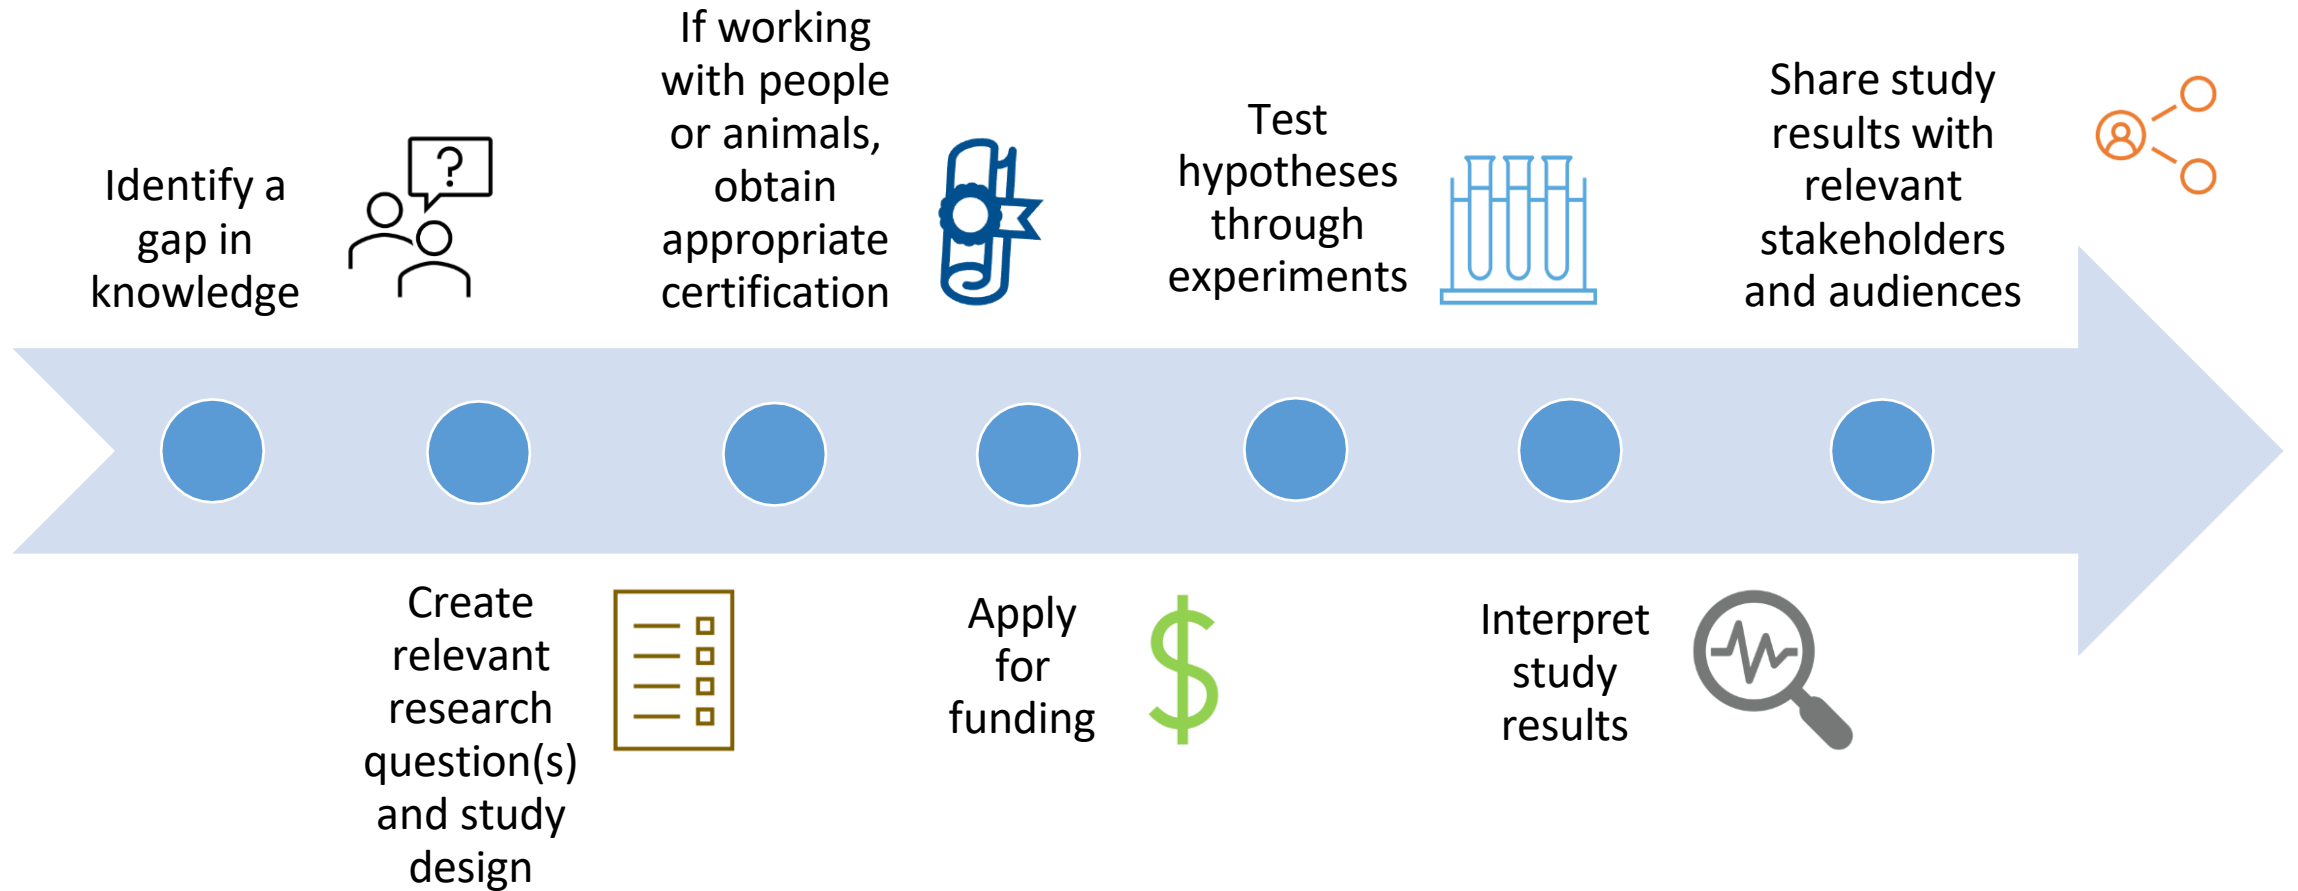 Identify a
gap in
knowledge
?
Create
relevant
research
question(s)
and study
design
If working
with people
or animals,
obtain
appropriate
certification
Apply
for
funding
$
Test
hypotheses
through
experiments
Interpret
study
results
Share study
results with
relevant
stakeholders
and audiences